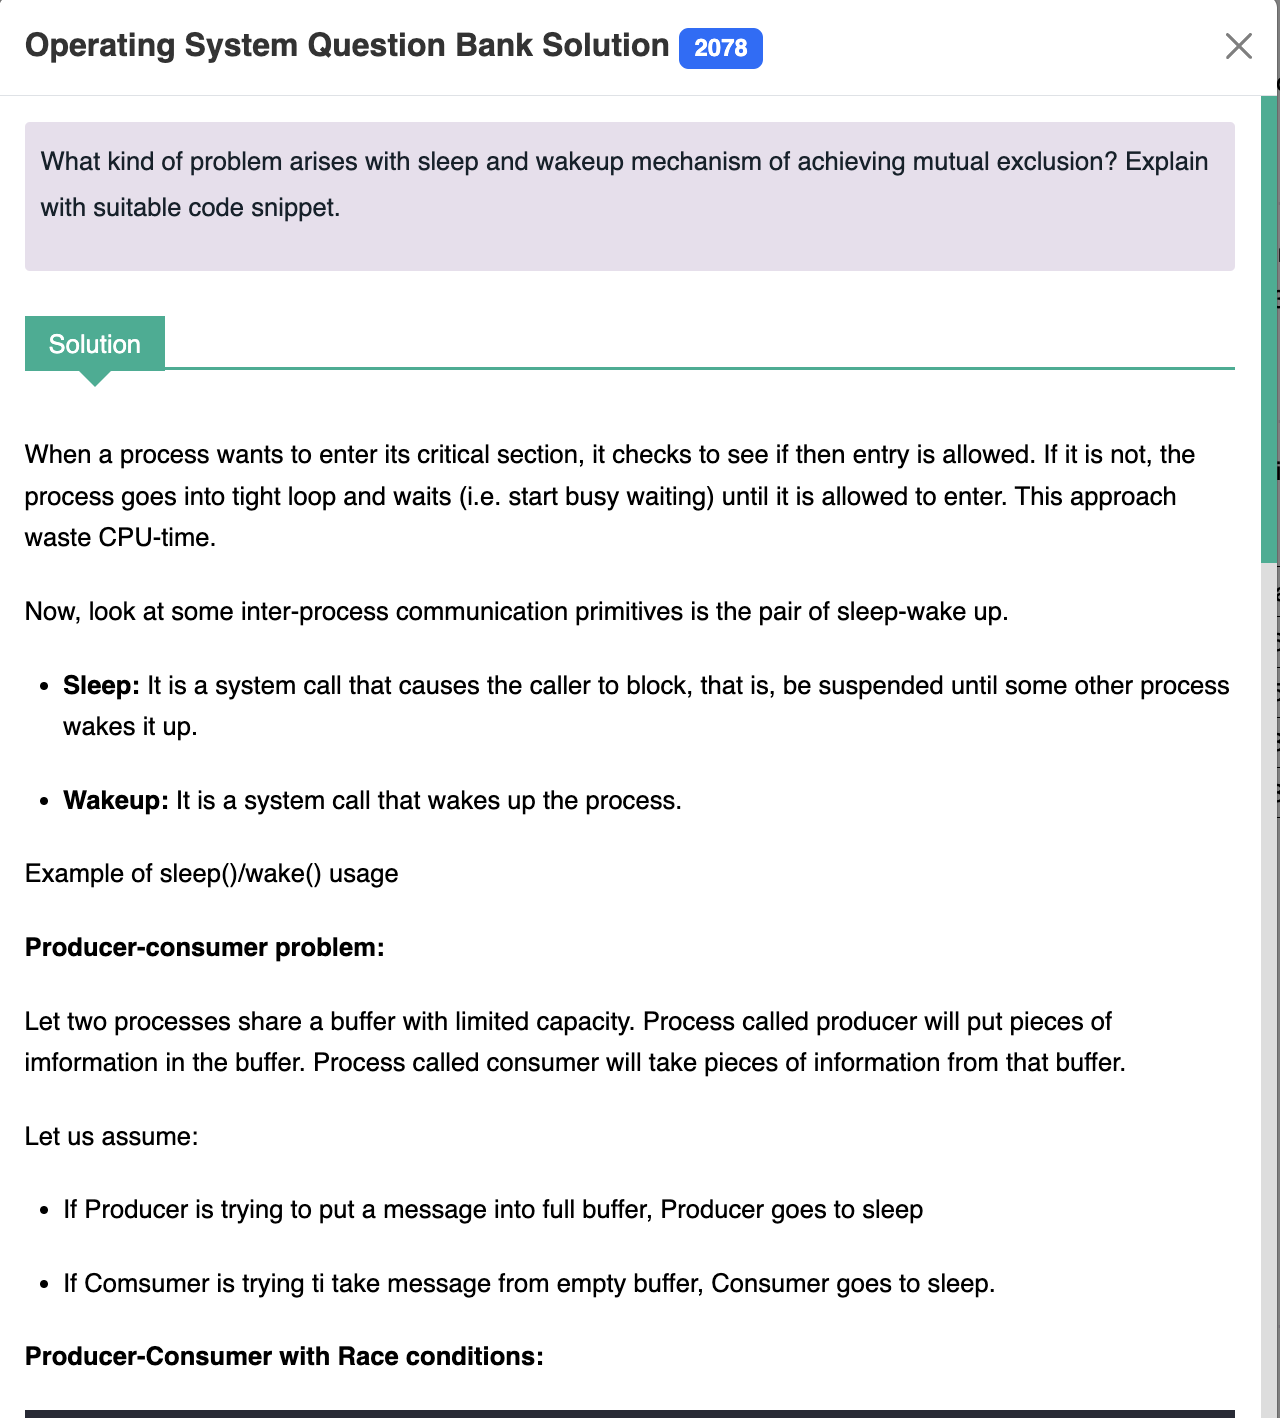 Operating System Question Bank Solution 2078
What kind of problem arises with sleep and wakeup mechanism of achieving mutual exclusion? Explain
with suitable code snippet.
Solution
When a process wants to enter its critical section, it checks to see if then entry is allowed. If it is not, the
process goes into tight loop and waits (i.e. start busy waiting) until it is allowed to enter. This approach
waste CPU-time.
Now, look at some inter-process communication primitives is the pair of sleep-wake up.
• Sleep: It is a system call that causes the caller to block, that is, be suspended until some other process
wakes it up.
• Wakeup: It is a system call that wakes up the process.
Example of sleep()/wake() usage
Producer-consumer problem:
Let two processes share a buffer with limited capacity. Process called producer will put pieces of
imformation in the buffer. Process called consumer will take pieces of information from that buffer.
Let us assume:
• If Producer is trying to put a message into full buffer, Producer goes to sleep
• If Comsumer is trying ti take message from empty buffer, Consumer goes to sleep.
Producer-Consumer with Race conditions: